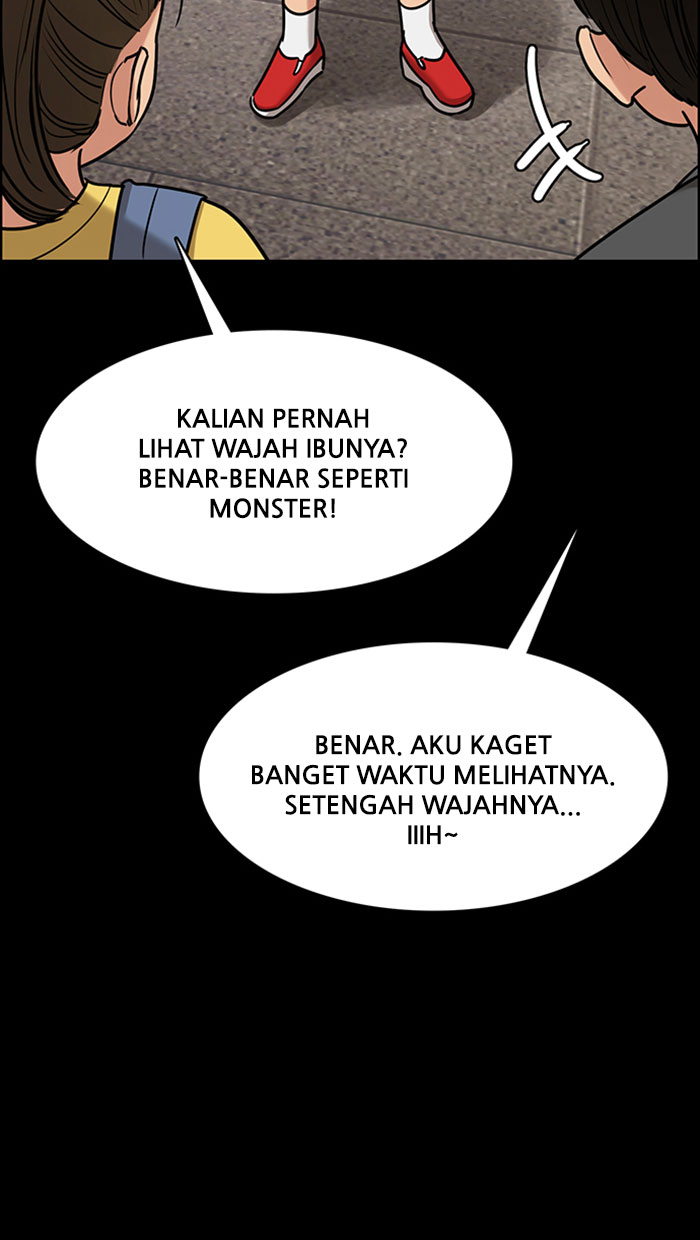 KALIAN PERNAH
LIHAT WAJAH IBUNYA?
BENAR-BENAR SEPERTI
MONSTER!
BENAR. AKU KAGET
BANGET WAKTU MELIHATNYA.
SETENGAH WAJAHNYA...
IIIH~